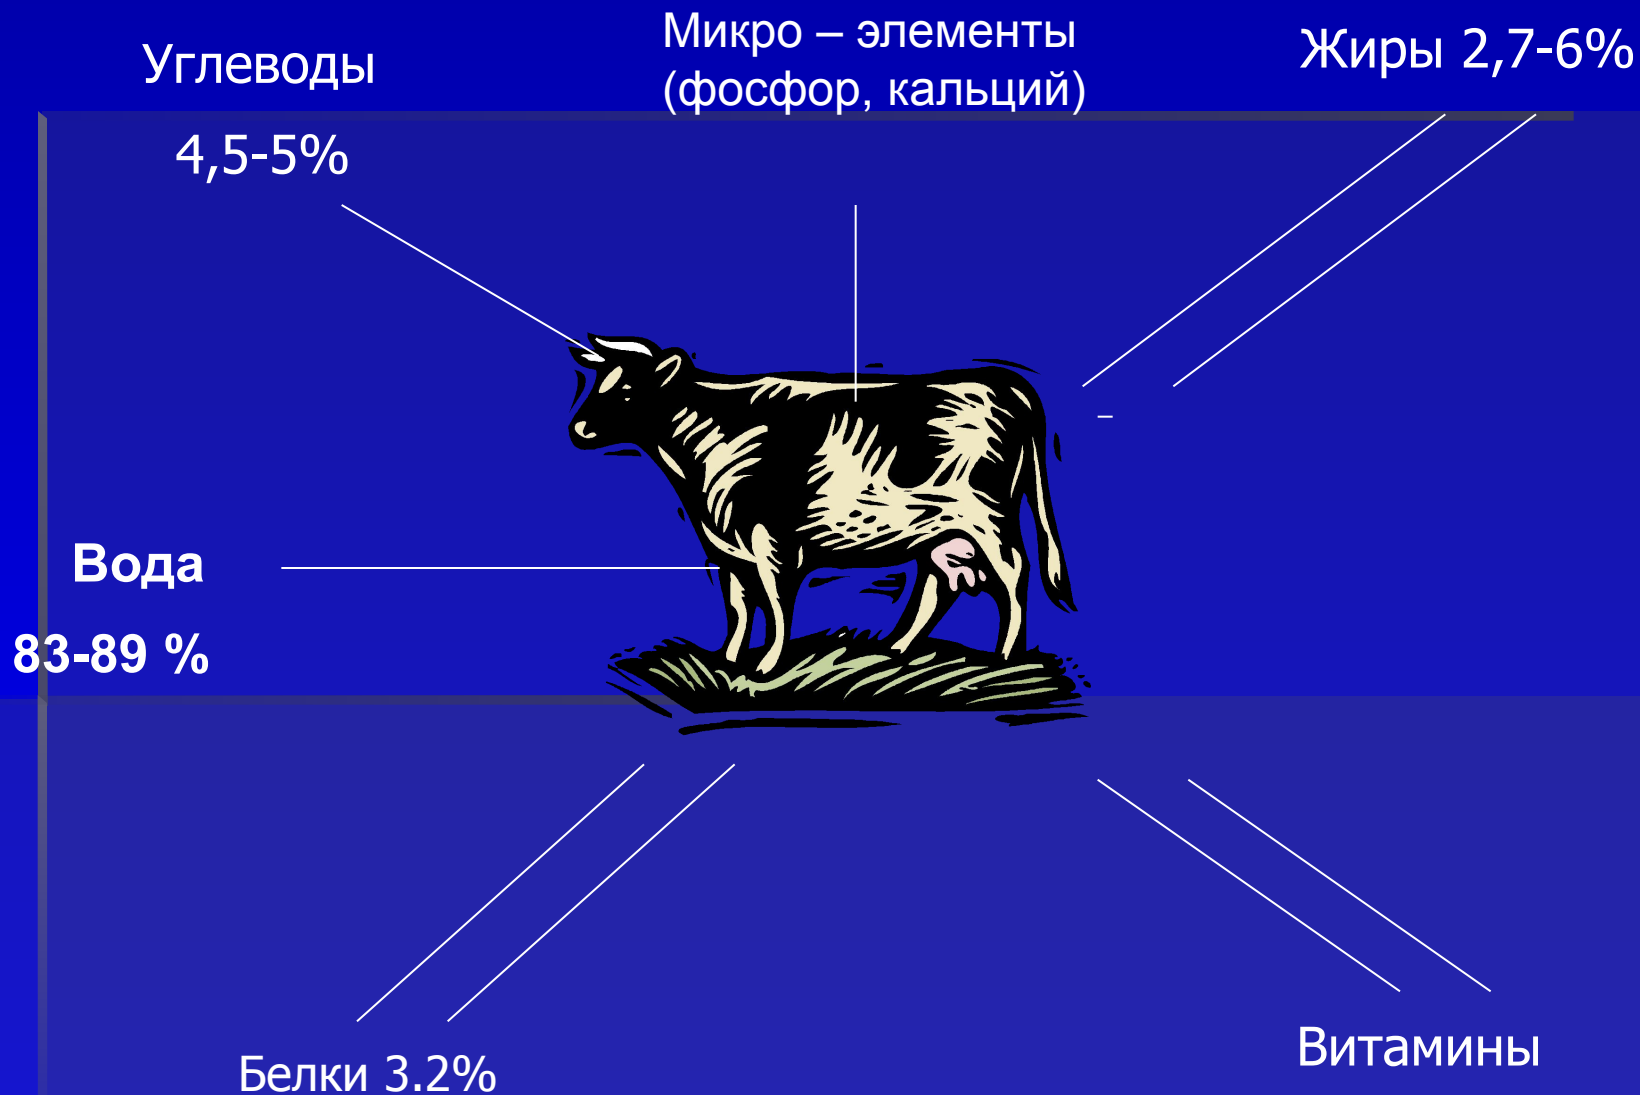 Углеводы
4,5-5%
Микро – элементы
(фосфор, кальций)
Жиры 2,7-6%
Вода
83-89 %
Белки 3.2%
Витамины